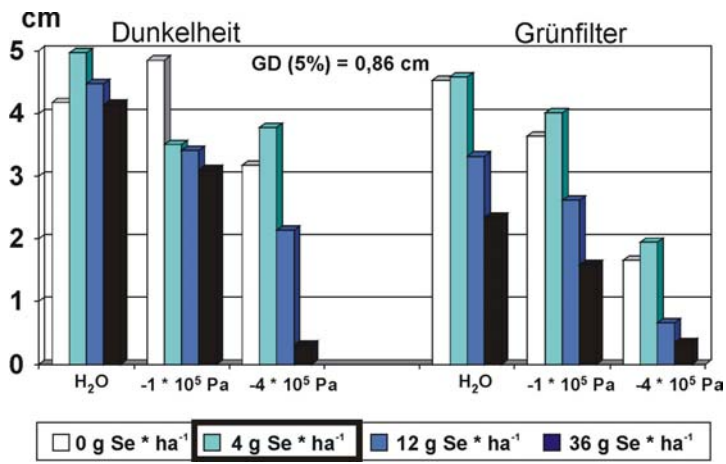 cm
Dunkelheit
Grünfilter
GD (5%) = 0,86 cm
5
4
3
2
1
0
H₂O
-1 * 10⁵ Pa
-4 * 10⁵ Pa
H₂O
-1 * 10⁵ Pa
-4 * 10⁵ Pa
0 g Se * ha⁻¹
4 g Se * ha⁻¹
12 g Se * ha⁻¹
36 g Se * ha⁻¹